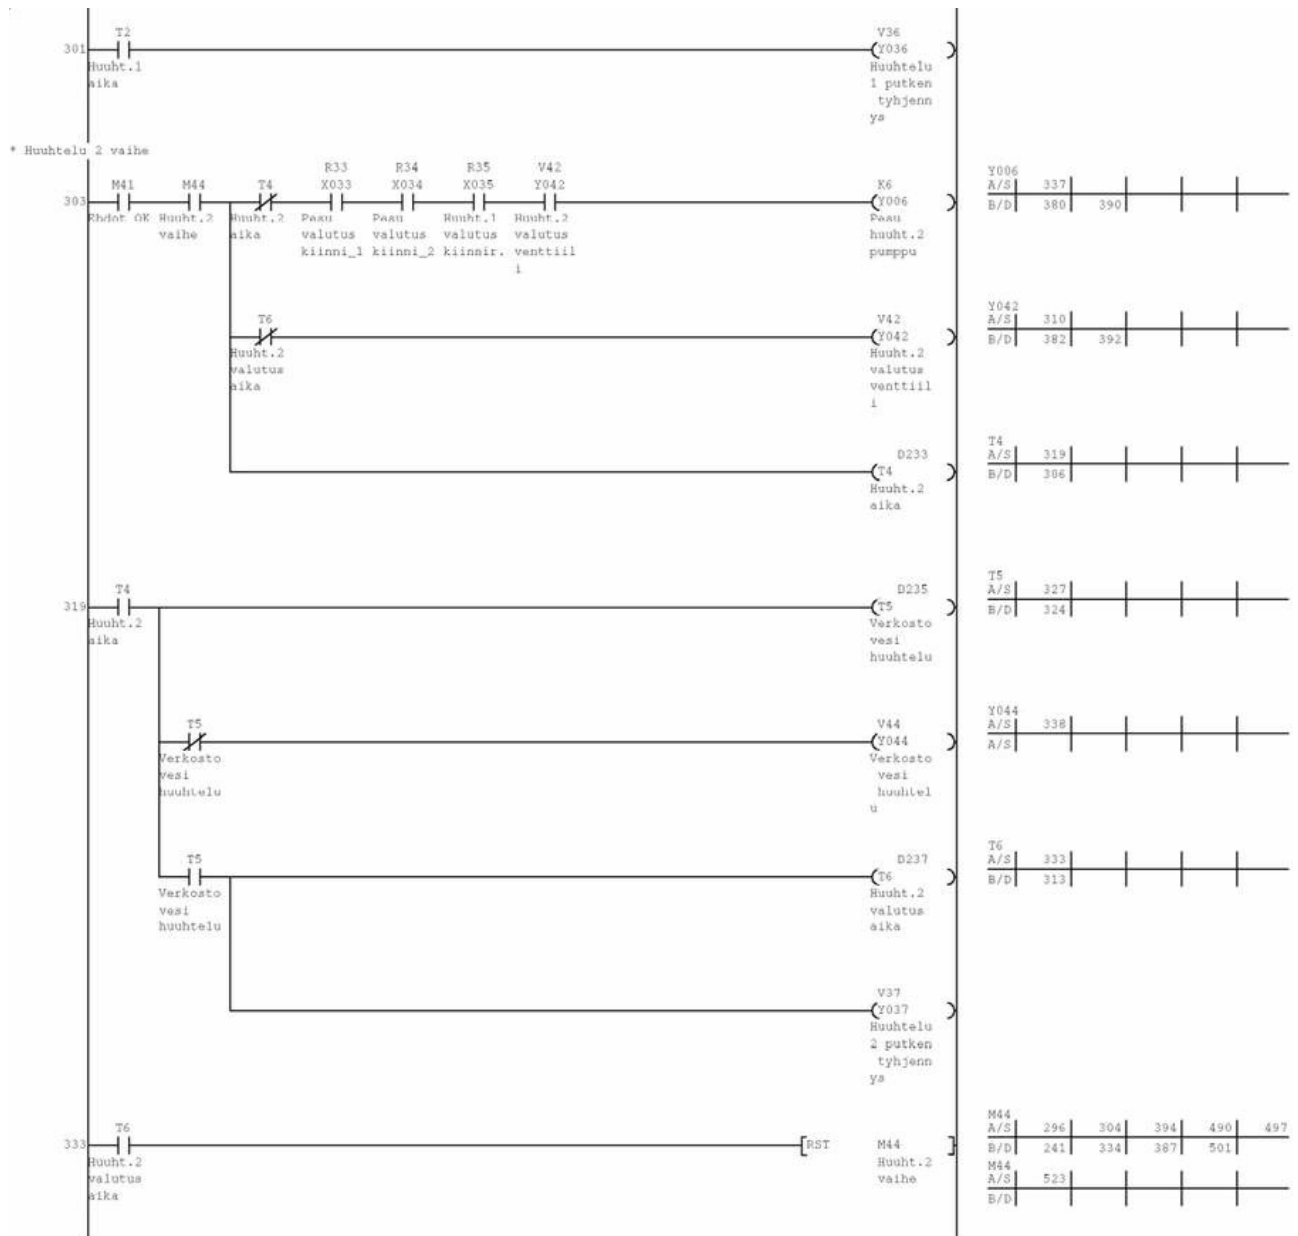 T2 V36
301 Y036
Huuht.1 Huuhtelu
aika 1 putken
tyhjenn
ys
* Huuhtelu 2 vaihe
R33 R34 R35 V42 Y006
M41 M44 T4 X033 X034 X035 Y042 K6 A/S 337
303 Y006 B/D 380 390
Ehdot OK Huuht.2 Huuht.2 Pesu Pesu Huuht.1 Huuht.2 Pesu
vaihe aika valutus valutus valutus valutus huuht.2
kiinni_1 kiinni_2 kiinnir. venttiil pumppu
i
Y042
T6 V42 A/S 310
Y042 B/D 382 392
Huuht.2 Huuht.2
valutus valutus
aika venttiil
i
T4
D233 A/S 319
T4 B/D 306
Huuht.2
aika
T5
T4 D235 A/S 327
319 T5 B/D 324
Huuht.2 Verkosto
aika vesi
huuhtelu
Y044
T5 V44 A/S 338
Y044 A/S
Verkosto Verkosto
vesi vesi
huuhtelu huuhtel
u
T6
T5 D237 A/S 333
T6 B/D 313
Verkosto Huuht.2
vesi valutus
huuhtelu aika
V37
Y037
Huuhtelu
2 putken
tyhjenn
ys
M44
T6 A/S 296 304 394 490 497
333 RST M44 B/D 241 334 387 501
Huuht.2 Huuht.2 M44
valutus vaihe A/S 523
aika B/D